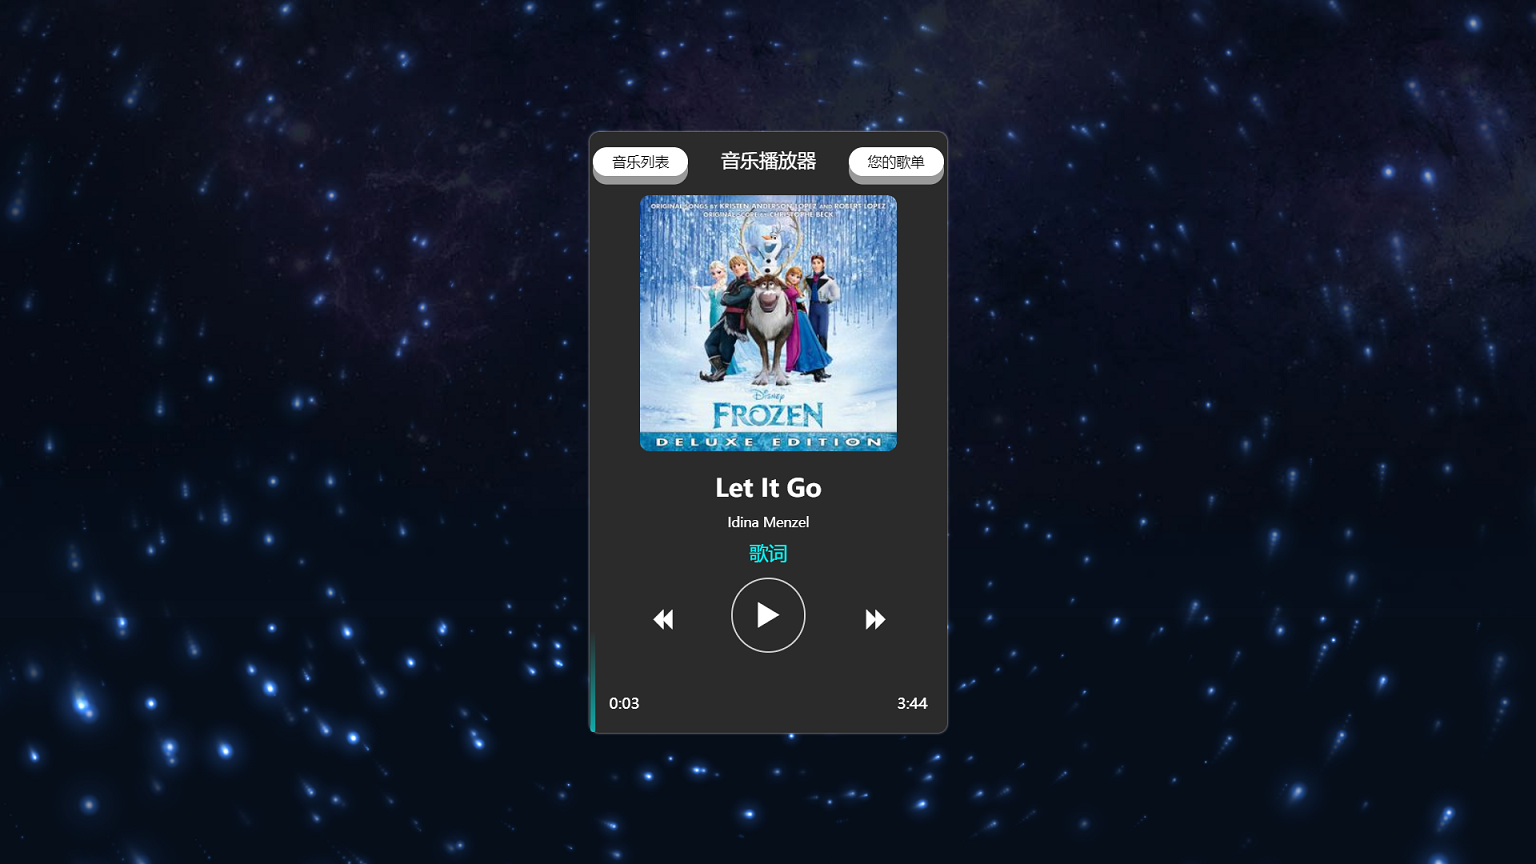 音乐列表
音乐播放器
您的歌单
ORIGINAL SONGS BY KRISTEN ANDERSON-LOPEZ AND ROBERT LOPEZ
ORIGINAL SCORE BY CHRISTOPHE BECK
Disney
FROZEN
DELUXE EDITION
Let It Go
Idina Menzel
歌词
0:03
3:44